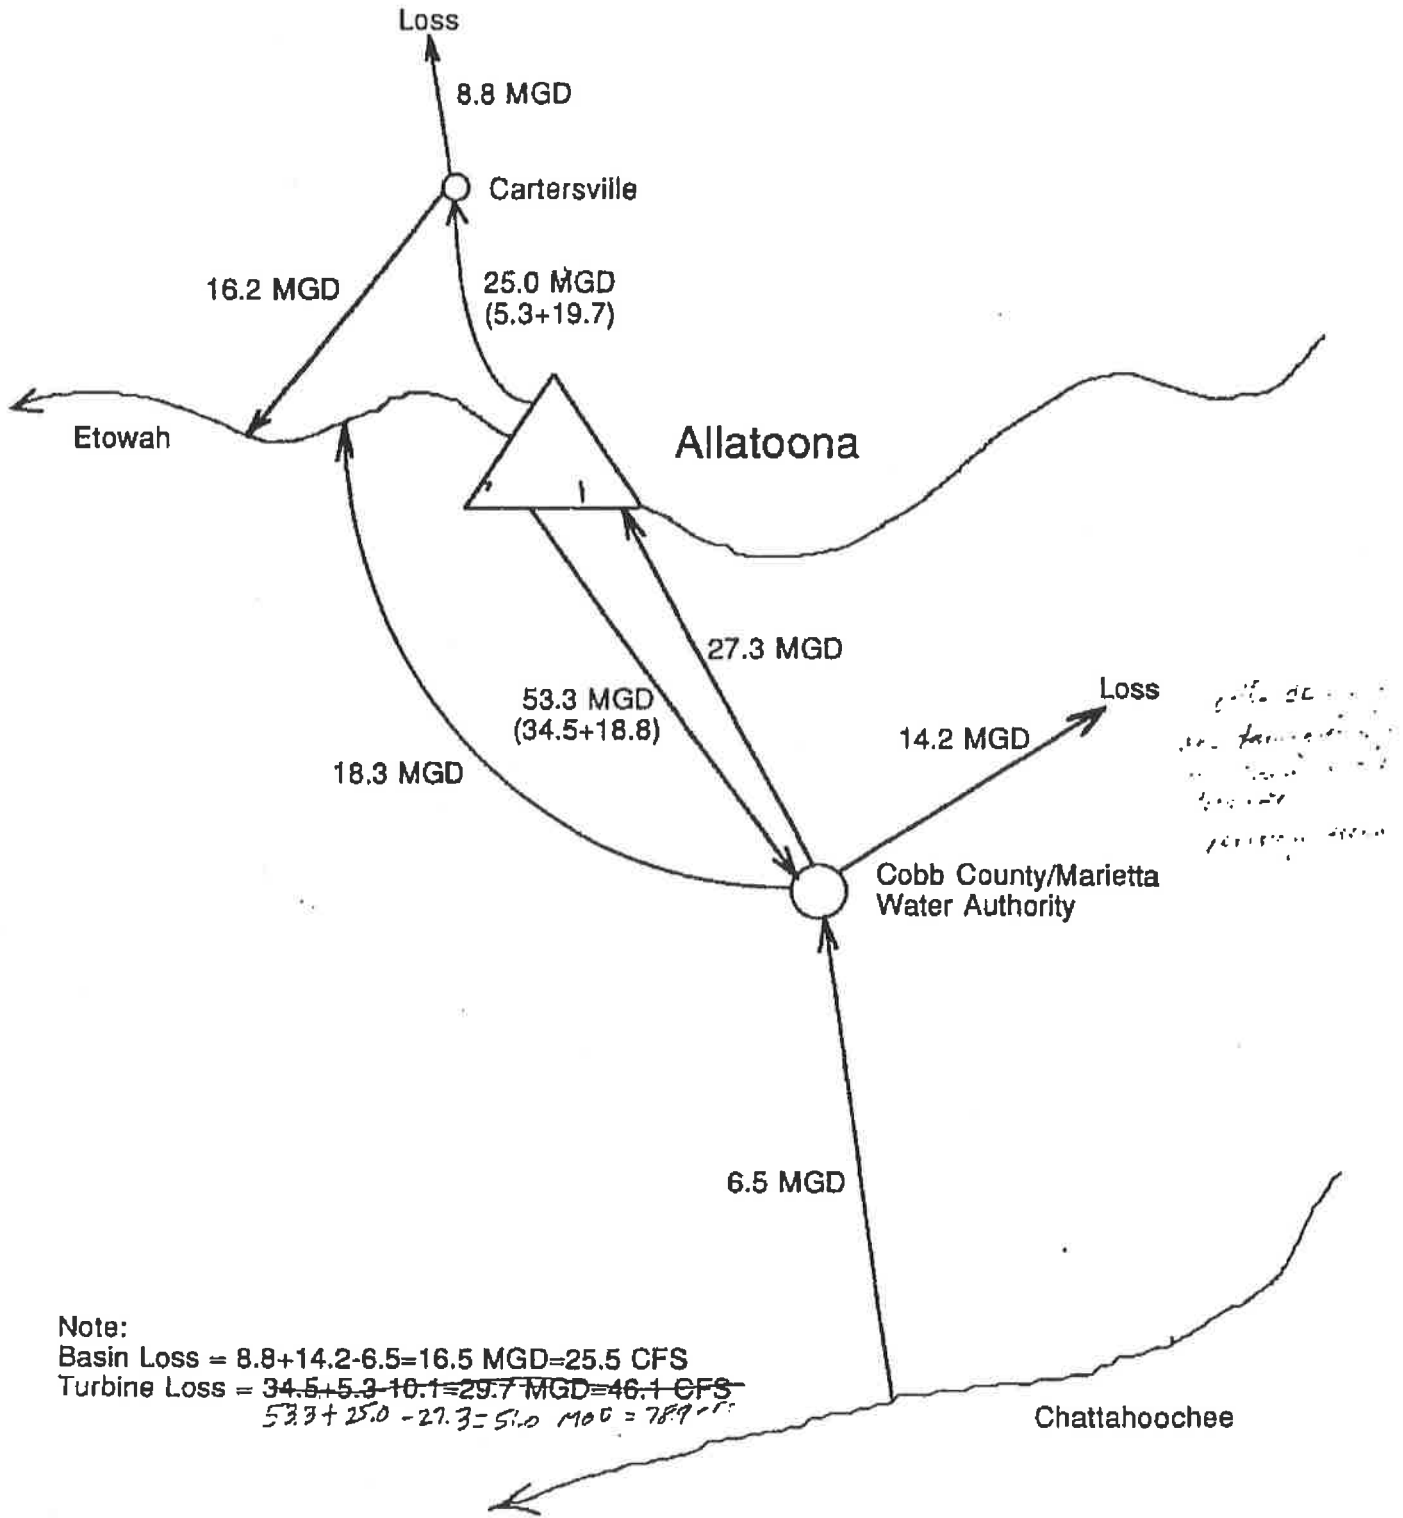 Loss
8.8 MGD
Cartersville
25.0 MGD
(5.3+19.7)
16.2 MGD
Etowah
Allatoona
27.3 MGD
53.3 MGD
(34.5+18.8)
18.3 MGD
Loss
14.2 MGD
Cobb County/Marietta
Water Authority
6.5 MGD
Note:
Basin Loss = 8.8+14.2-6.5=16.5 MGD=25.5 CFS
Turbine Loss = 34.5+5.3-10.1=29.7 MGD=46.1 CFS
53.3+25.0-27.3=51.0 MGD = 78.9
Chattahoochee